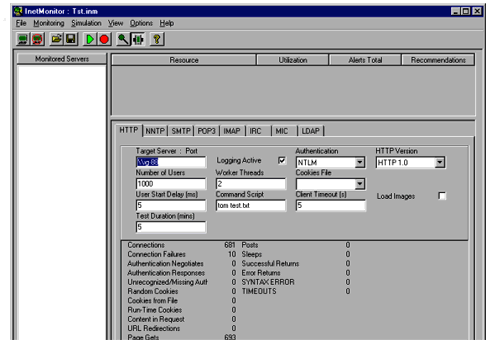 InetMonitor : Tst.inm
File Monitoring Simulation View Options Help
Monitored Servers Resource Utilization Alerts Total Recommendations
HTTP NNTP SMTP POP3 IMAP IRC MIC LDAP
Target Server : Port Authentication HTTP Version
Logging Active NTLM HTTP 1.0
Number of Users Worker Threads Cookies File
1000 2
User Start Delay (ms) Command Script Client Timeout (s) Load Images
5 tom test.txt 5
Test Duration (mins)
5
Connections 681 Posts 0
Connection Failures 10 Sleeps 0
Authentication Negotiates 0 Successful Returns 0
Authentication Responses 0 Error Returns 0
Unrecognized/Missing Auth 0 SYNTAX ERROR 0
Random Cookies 0 TIMEOUTS 0
Cookies from File 0
Run-Time Cookies 0
Content in Request 0
URL Redirections 0
Page Gets 693